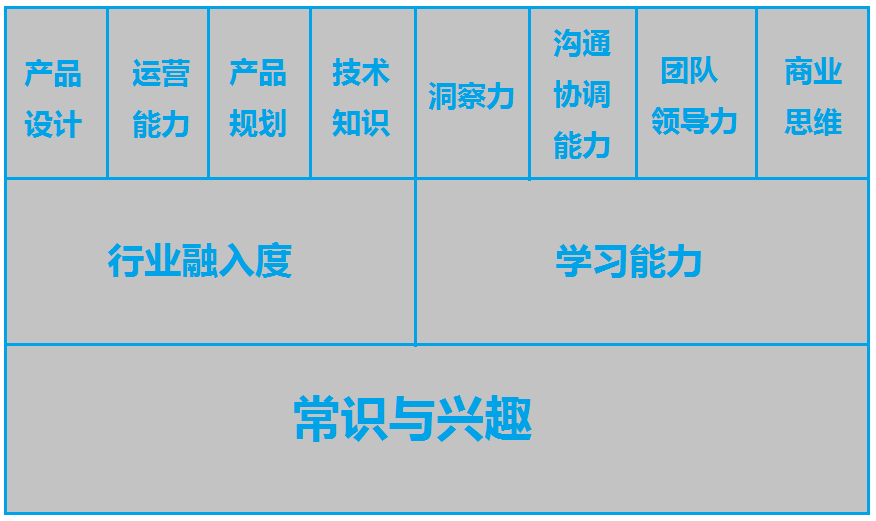 产品
设计
运营
能力
产品
规划
技术
知识
洞察力
沟通
协调
能力
团队
领导力
商业
思维
行业融入度
学习能力
常识与兴趣